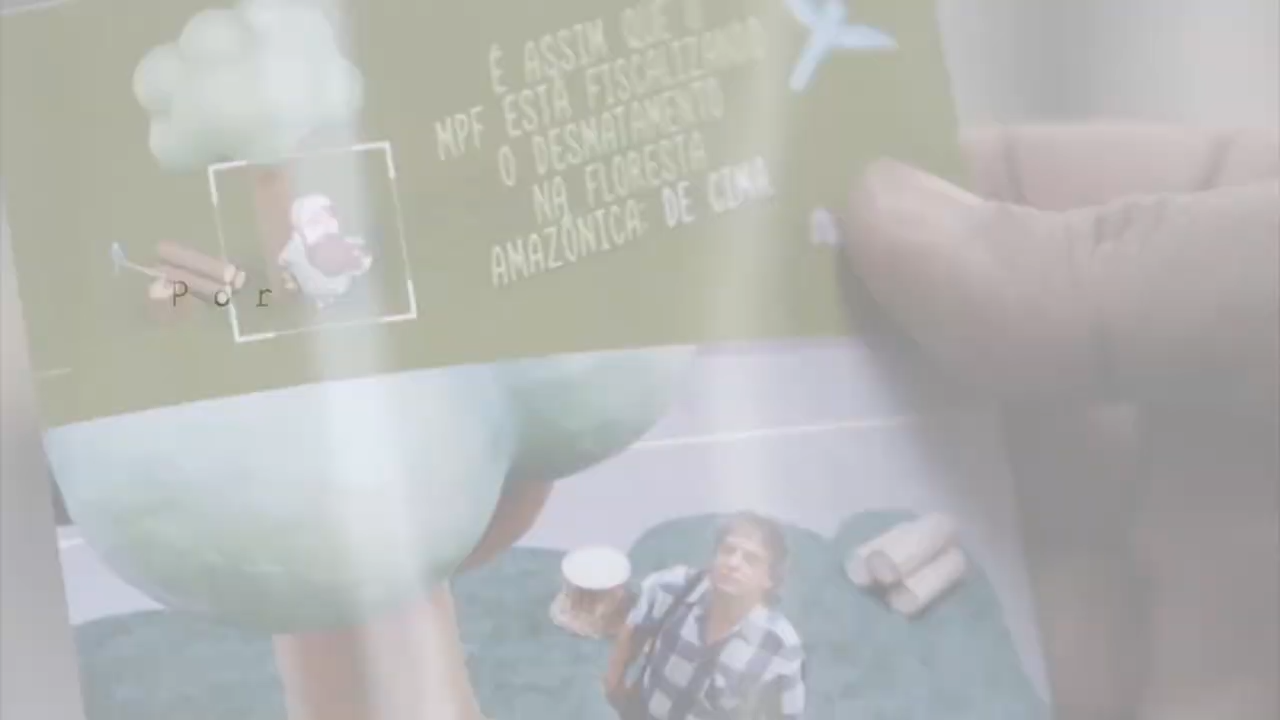 É ASSIM QUE O
MPF ESTÁ FISCALIZANDO
O DESMATAMENTO
NA FLORESTA
AMAZÔNICA: DE CIMA.
Por